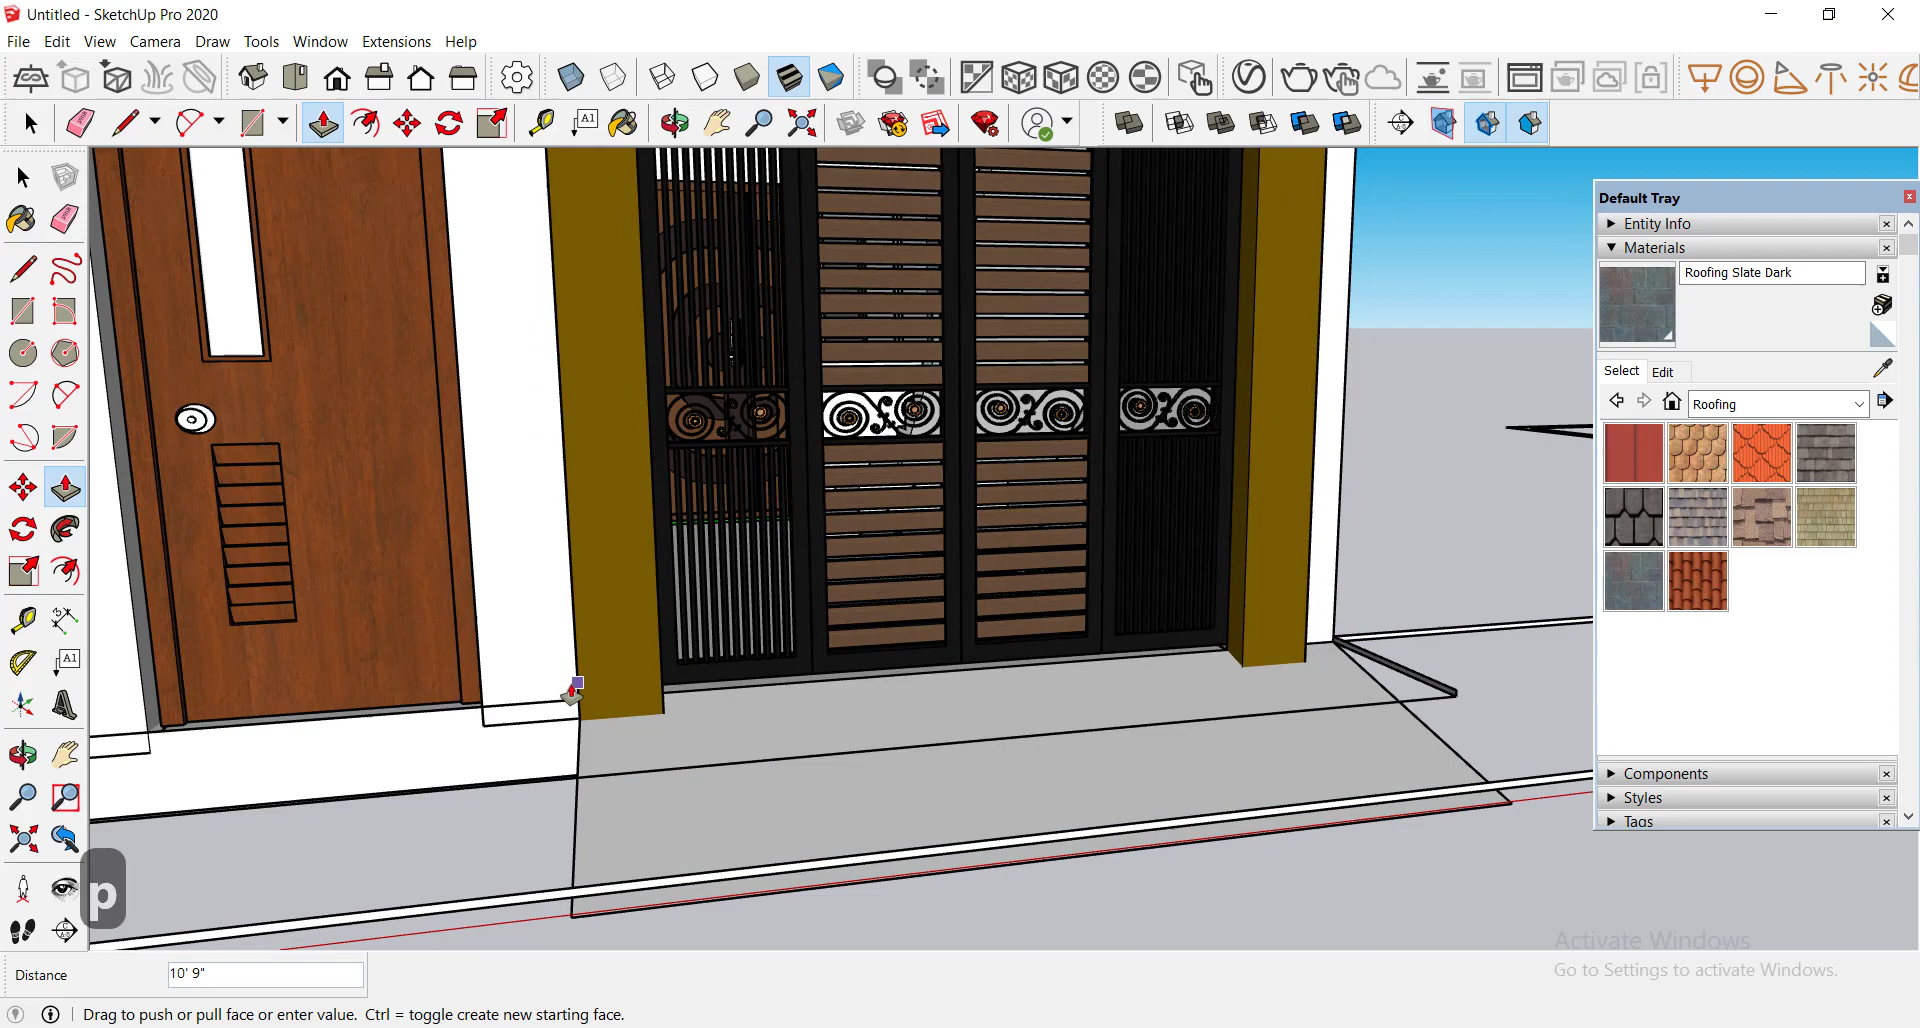 Untitled - SketchUp Pro 2020
File Edit View Camera Draw Tools Window Extensions Help
Default Tray
Entity Info
Materials
Roofing Slate Dark
Select Edit
Roofing
Components
Styles
Tags
p
Activate Windows
Go to Settings to activate Windows.
Distance 10' 9"
Drag to push or pull face or enter value. Ctrl = toggle create new starting face.